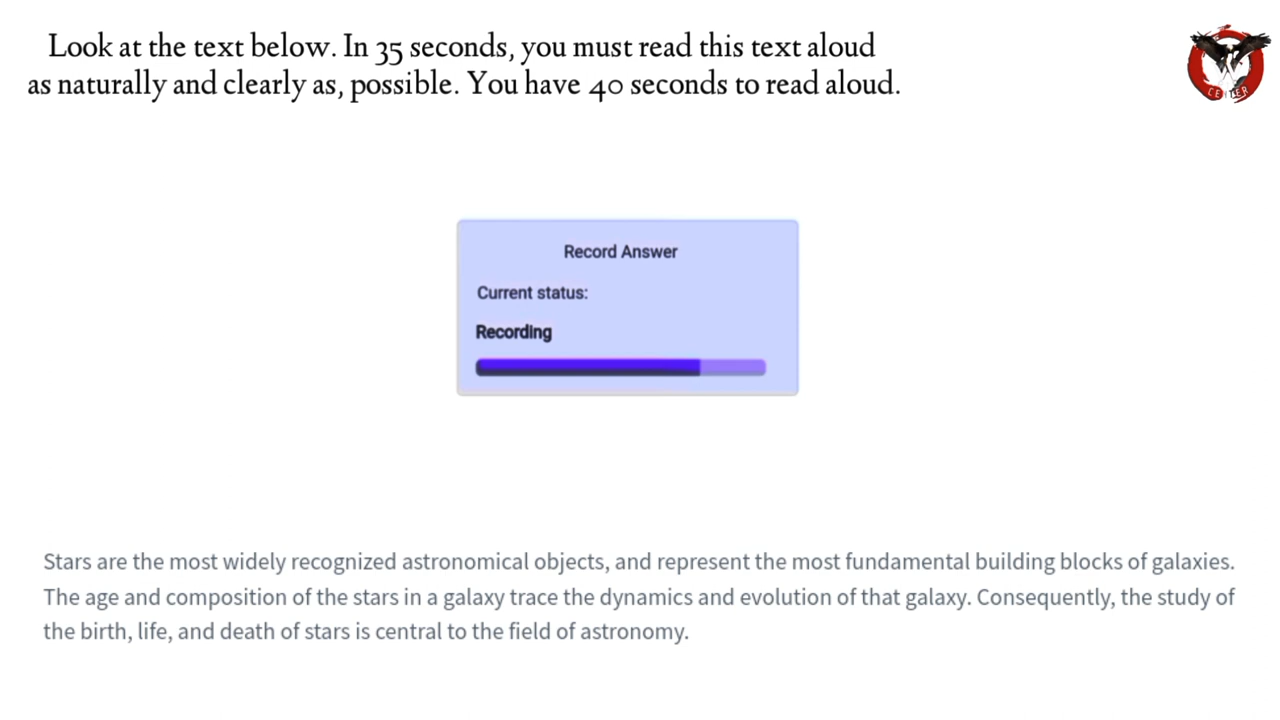 Look at the text below. In 35 seconds, you must read this text aloud
as naturally and clearly as, possible. You have 40 seconds to read aloud.
CENTER
Record Answer
Current status:
Recording
Stars are the most widely recognized astronomical objects, and represent the most fundamental building blocks of galaxies.
The age and composition of the stars in a galaxy trace the dynamics and evolution of that galaxy. Consequently, the study of
the birth, life, and death of stars is central to the field of astronomy.